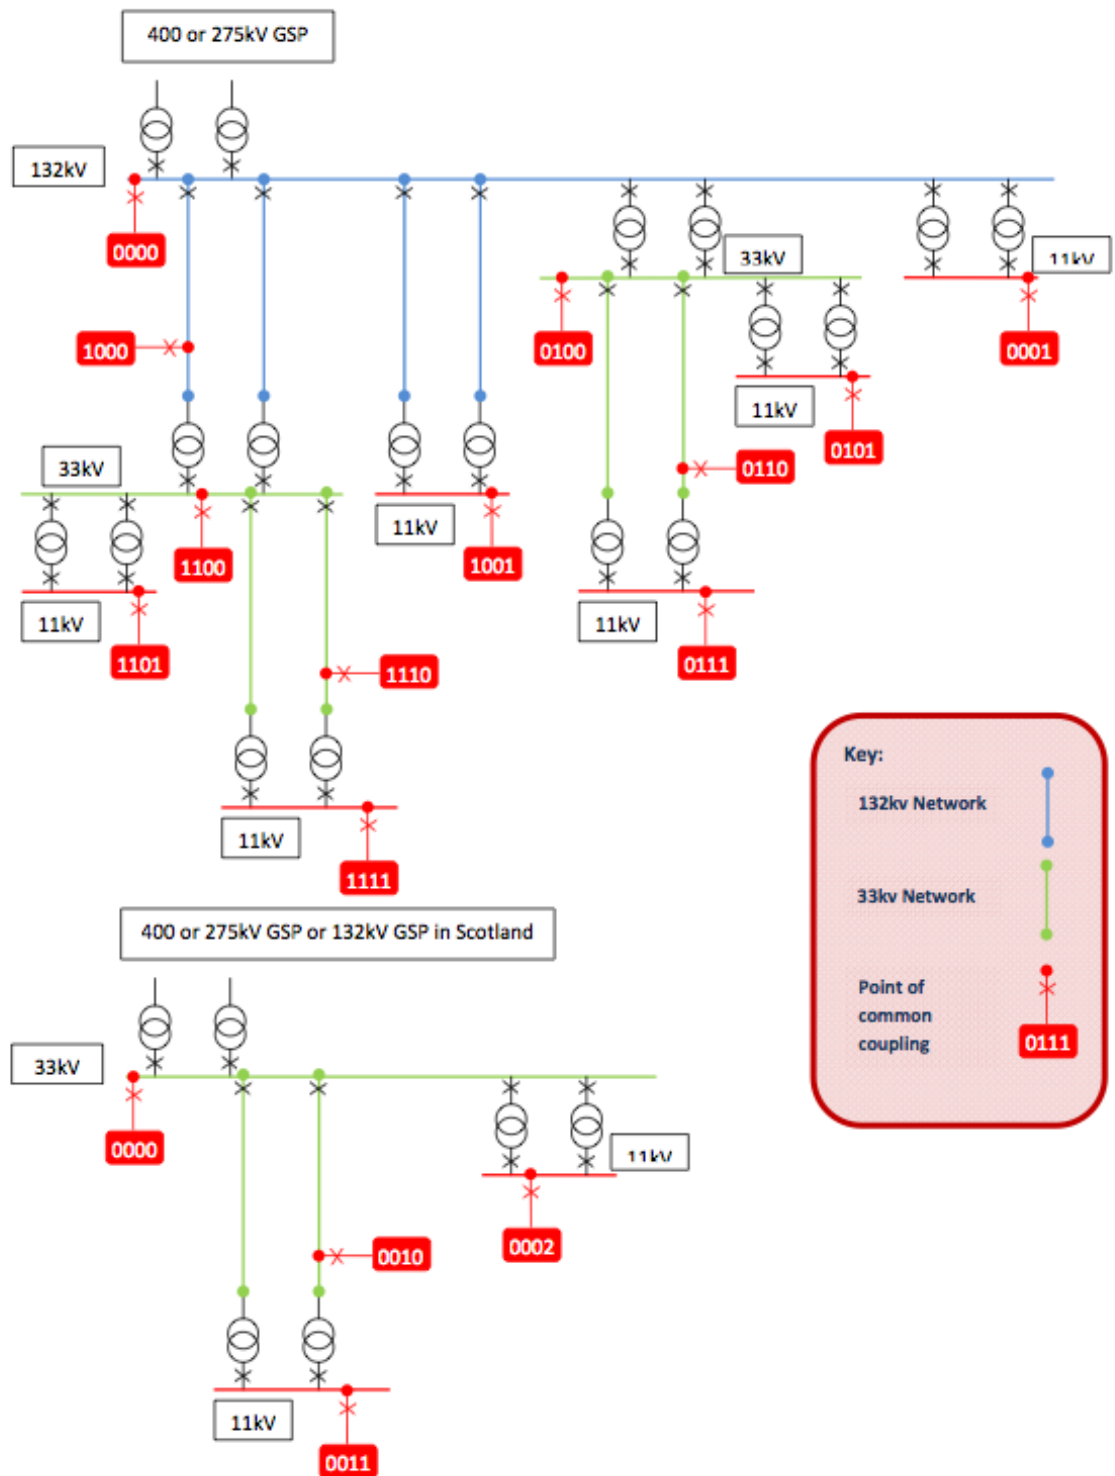 400 or 275kV GSP
132kV
0000
33kV
11kV
1000
0100
0001
11kV
0101
33kV
0110
11kV
1100
1001
11kV
11kV
1101
0111
1110
Key:
132kv Network
11kV
1111
33kv Network
400 or 275kV GSP or 132kV GSP in Scotland
Point of
common
coupling
0111
33kV
0000
11kV
0002
0010
11kV
0011